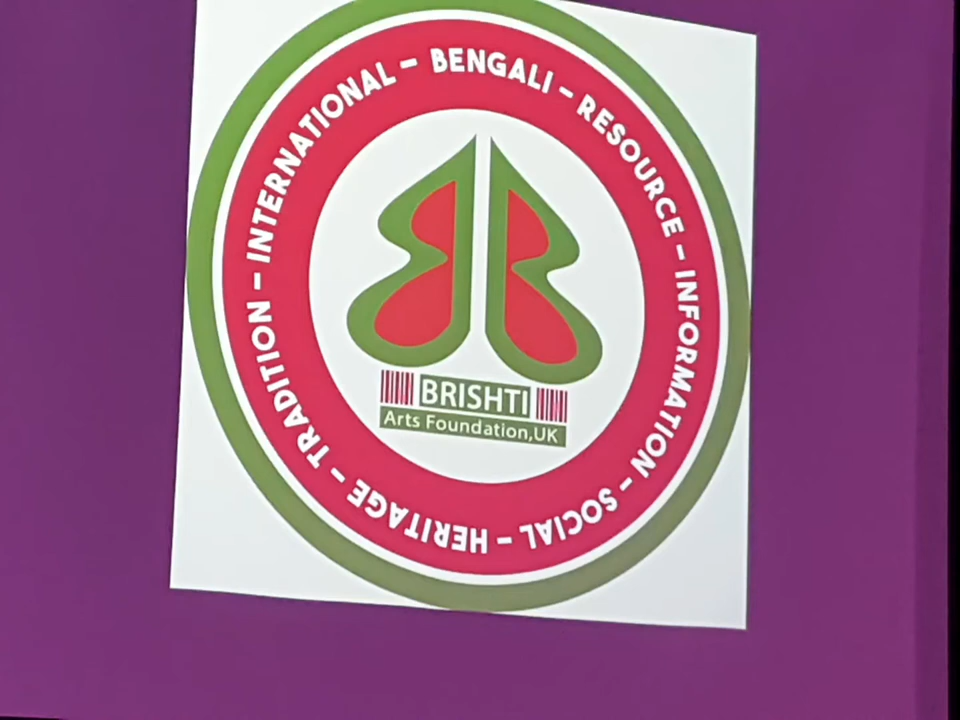 BENGALI – RESOURCE – INFORMATION – SOCIAL – HERITAGE – TRADITION – INTERNATIONAL –
BRISHTI
Arts Foundation,UK